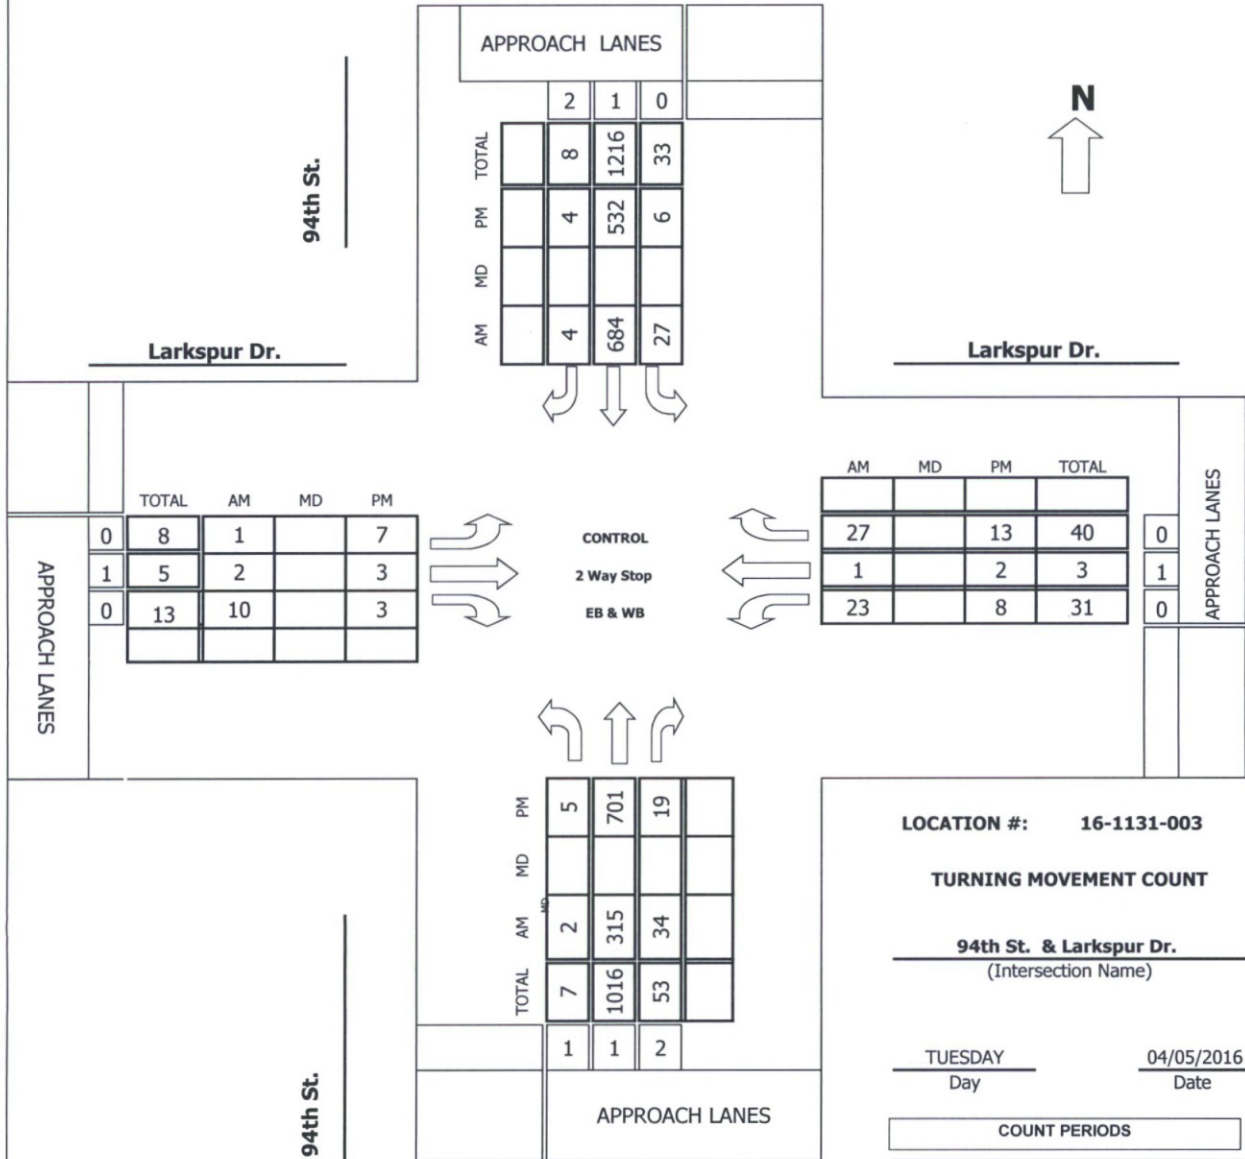 APPROACH LANES
2 1 0
N
94th St.
TOTAL 8 1216 33
PM 4 532 6
MD
AM 4 684 27
Larkspur Dr.
Larkspur Dr.
TOTAL AM MD PM
0 8 1 7
1 5 2 3
0 13 10 3
APPROACH LANES
CONTROL
2 Way Stop
EB & WB
AM MD PM TOTAL
27 13 40 0
1 2 3 1
23 8 31 0
APPROACH LANES
PM 5 701 19
MD
AM MD 2 315 34
TOTAL 7 1016 53
1 1 2
APPROACH LANES
94th St.
LOCATION #: 16-1131-003
TURNING MOVEMENT COUNT
94th St. & Larkspur Dr.
(Intersection Name)
TUESDAY 04/05/2016
Day Date
COUNT PERIODS